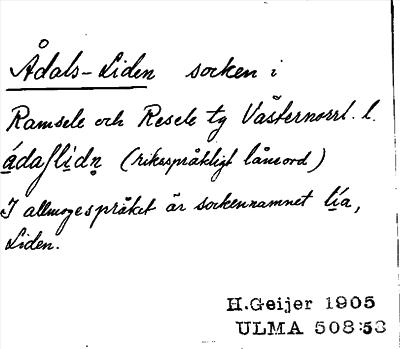 Ådals-Liden socken i
Ramsele och Resele tg Västernorrl. l.
ådaslidn (riksspråkligt lånord)
I allmogespråket är sockennamnet lia,
Liden.
H.Geijer 1905
ULMA 508:53